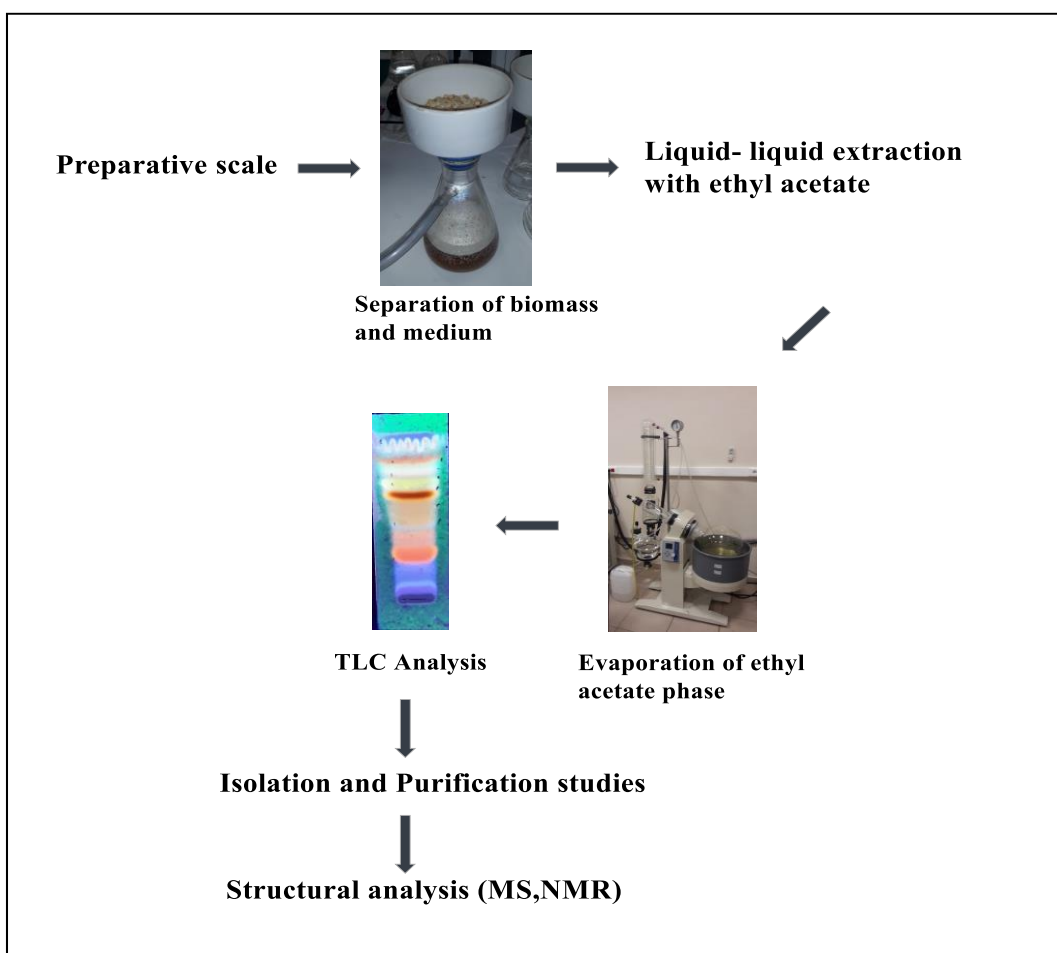 Preparative scale
Liquid- liquid extraction
with ethyl acetate
Separation of biomass
and medium
TLC Analysis
Evaporation of ethyl
acetate phase
Isolation and Purification studies
Structural analysis (MS,NMR)